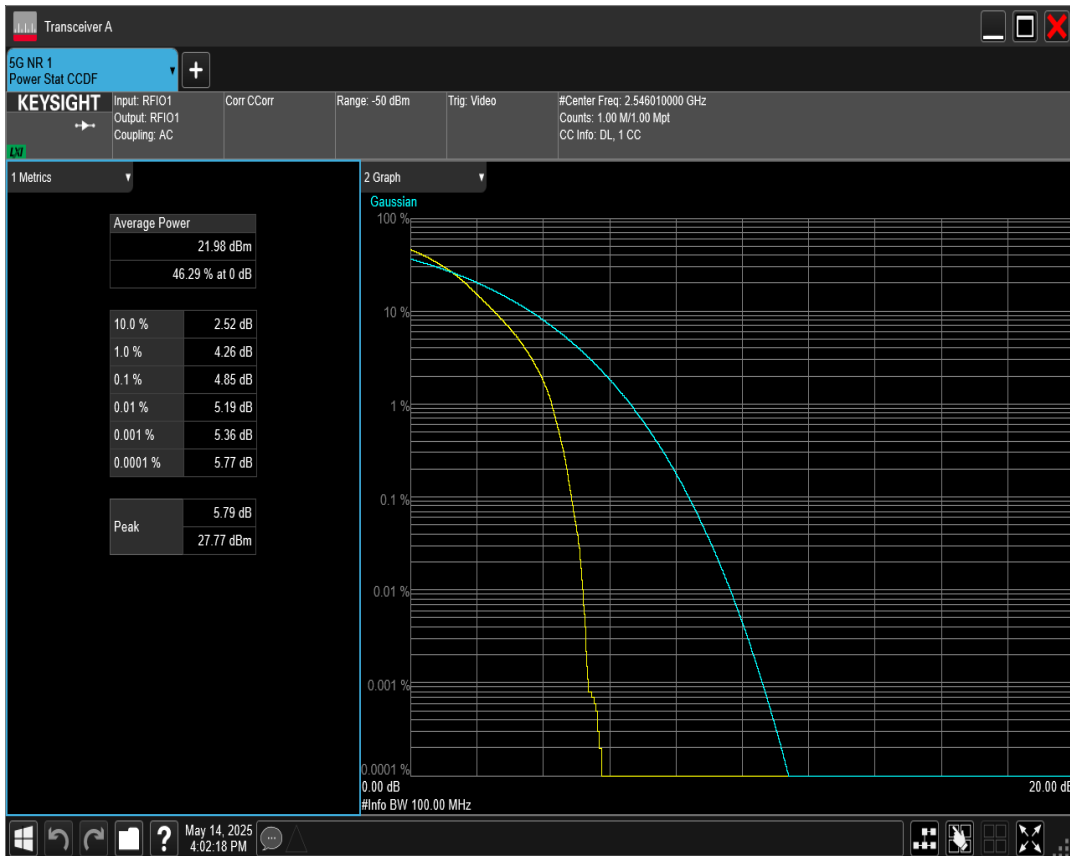 Transceiver A
5G NR 1
Power Stat CCDF
KEYSIGHT
LXI
Input: RFIO1
Output: RFIO1
Coupling: AC
Corr CCorr
Range: -50 dBm
Trig: Video
#Center Freq: 2.546010000 GHz
Counts: 1.00 M/1.00 Mpt
CC Info: DL, 1 CC
1 Metrics
Average Power
21.98 dBm
46.29 % at 0 dB
10.0 % 2.52 dB
1.0 % 4.26 dB
0.1 % 4.85 dB
0.01 % 5.19 dB
0.001 % 5.36 dB
0.0001 % 5.77 dB
Peak
5.79 dB
27.77 dBm
2 Graph
Gaussian
100 %
10 %
1 %
0.1 %
0.01 %
0.001 %
0.0001 %
0.00 dB 20.00 dB
#Info BW 100.00 MHz
?
May 14, 2025
4:02:18 PM